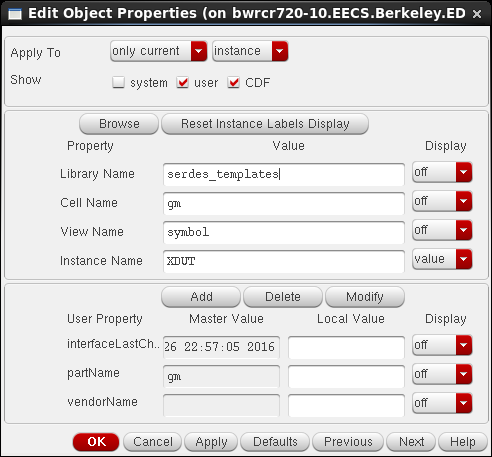 Edit Object Properties (on bwrcr720-10.EECS.Berkeley.ED
Apply To only current instance
Show system user CDF
Browse Reset Instance Labels Display
Property Value Display
Library Name serdes_templates off
Cell Name gm off
View Name symbol off
Instance Name XDUT value
Add Delete Modify
User Property Master Value Local Value Display
interfaceLastCh.. 26 22:57:05 2016 off
partName gm off
vendorName off
OK Cancel Apply Defaults Previous Next Help